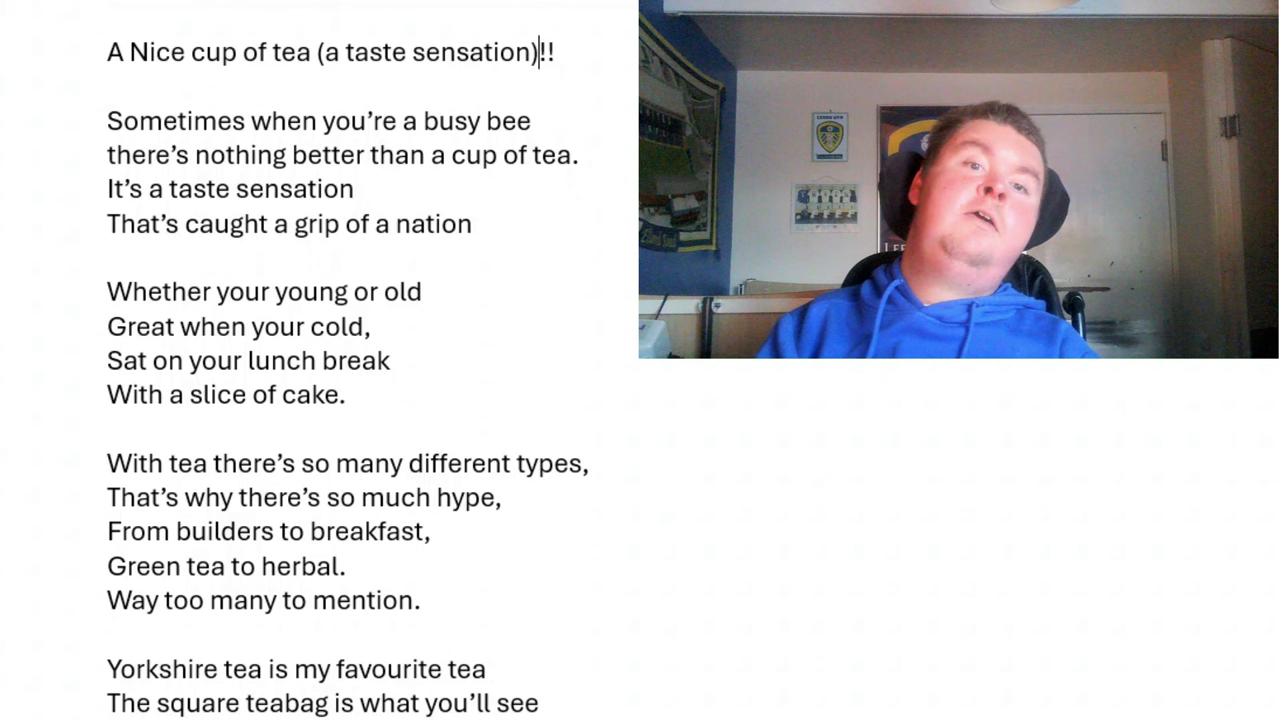 A Nice cup of tea (a taste sensation)!!
Sometimes when you’re a busy bee
there’s nothing better than a cup of tea.
It’s a taste sensation
That’s caught a grip of a nation
Whether your young or old
Great when your cold,
Sat on your lunch break
With a slice of cake.
With tea there’s so many different types,
That’s why there’s so much hype,
From builders to breakfast,
Green tea to herbal.
Way too many to mention.
Yorkshire tea is my favourite tea
The square teabag is what you’ll see
Elland Road
LEE